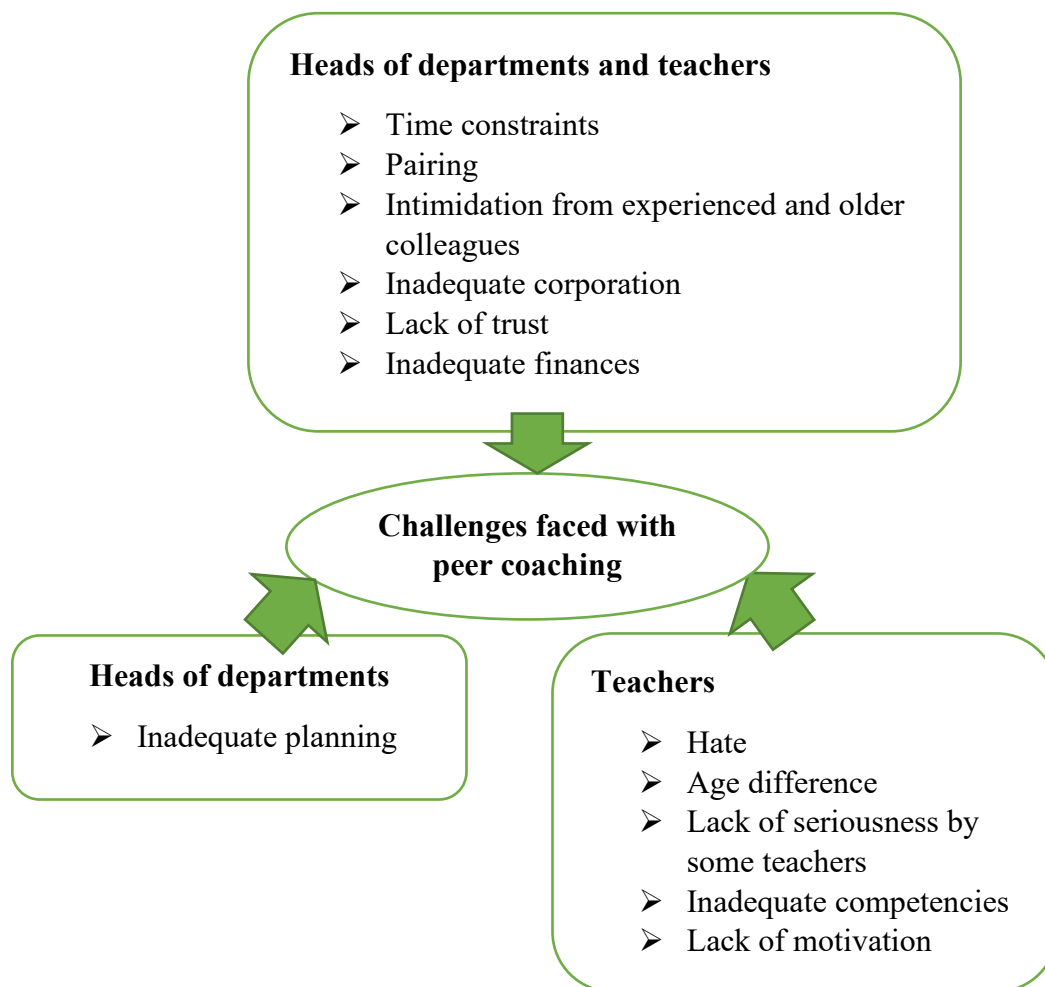 Heads of departments and teachers
➢ Time constraints
➢ Pairing
➢ Intimidation from experienced and older
colleagues
➢ Inadequate corporation
➢ Lack of trust
➢ Inadequate finances
Challenges faced with
peer coaching
Heads of departments
➢ Inadequate planning
Teachers
➢ Hate
➢ Age difference
➢ Lack of seriousness by
some teachers
➢ Inadequate competencies
➢ Lack of motivation